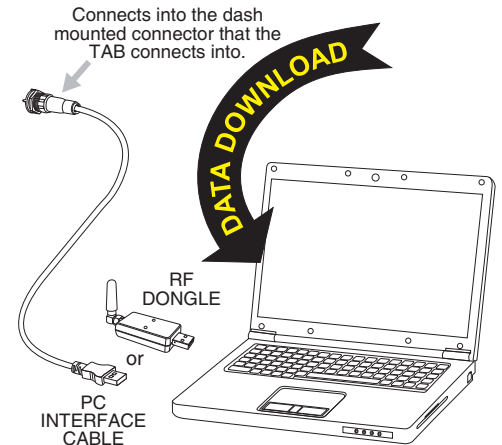 Connects into the dash
mounted connector that the
TAB connects into.
DATA DOWNLOAD
RF
DONGLE
or
PC
INTERFACE
CABLE